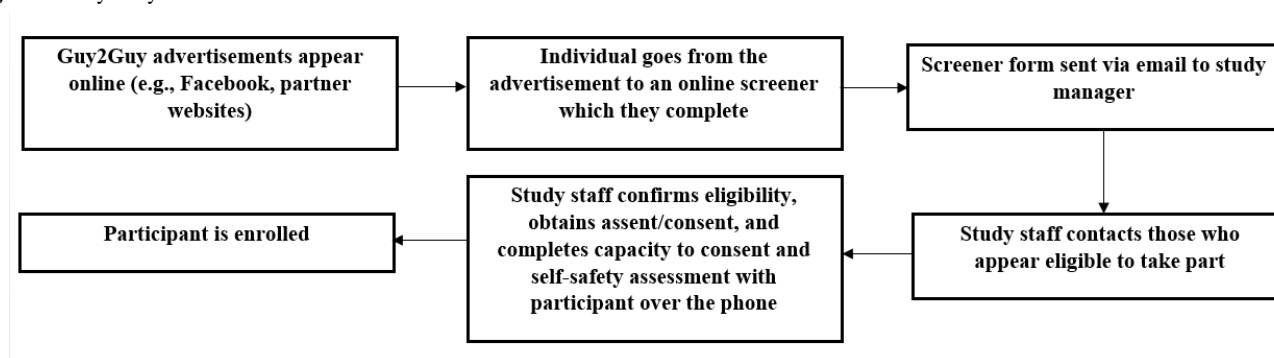 Guy2Guy advertisements appear
online (e.g., Facebook, partner
websites)
Individual goes from the
advertisement to an online screener
which they complete
Screener form sent via email to study
manager
Study staff contacts those who
appear eligible to take part
Study staff confirms eligibility,
obtains assent/consent, and
completes capacity to consent and
self-safety assessment with
participant over the phone
Participant is enrolled